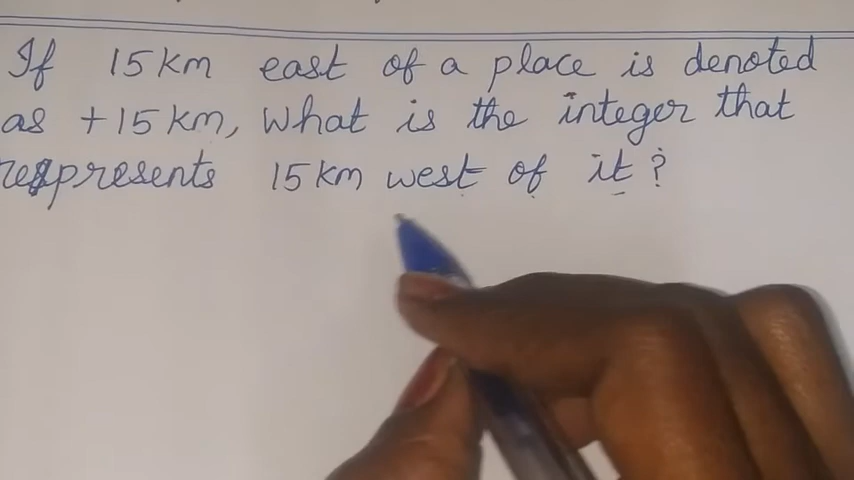 If 15 km east of a place is denoted
as +15 km, what is the integer that
represents 15 km west of it?